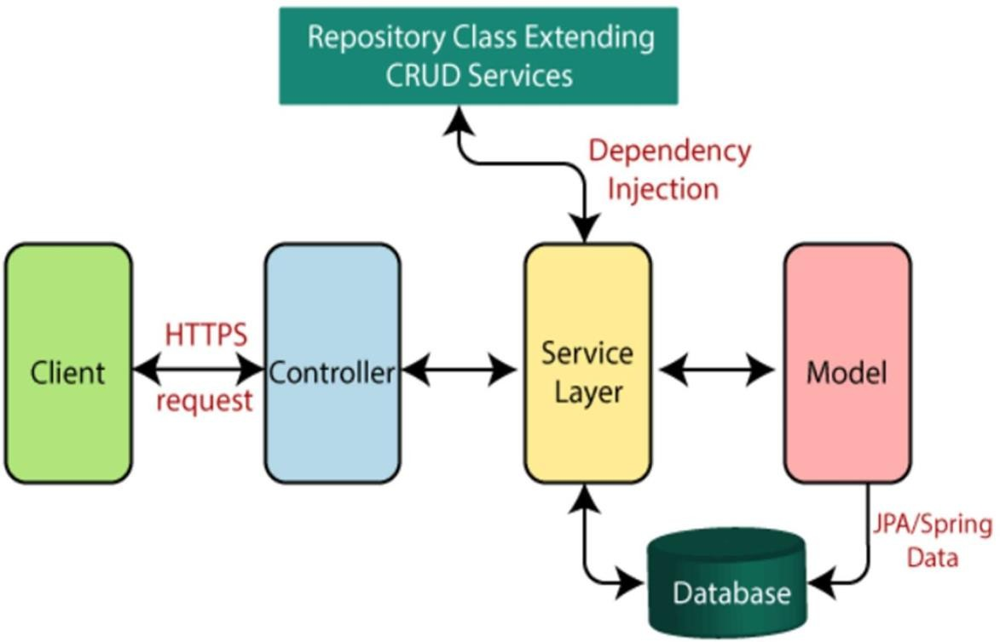 Repository Class Extending
CRUD Services
Dependency
Injection
Client
HTTPS
request
Controller
Service
Layer
Model
JPA/Spring
Data
Database